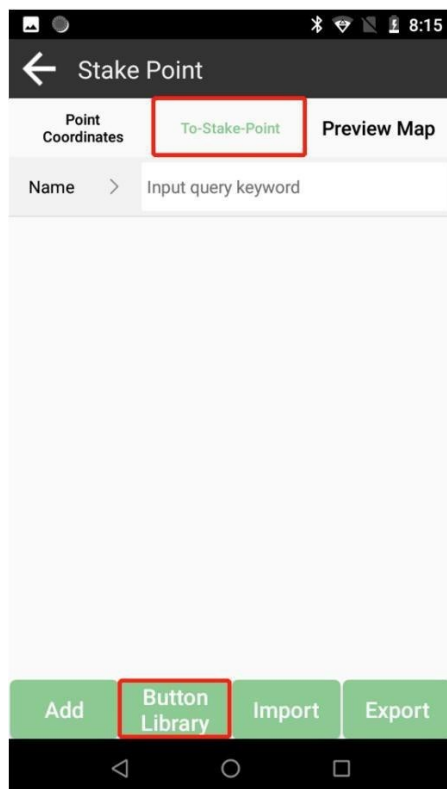 8:15
Stake Point
Point
Coordinates
To-Stake-Point
Preview Map
Name
Input query keyword
Add
Button
Library
Import
Export